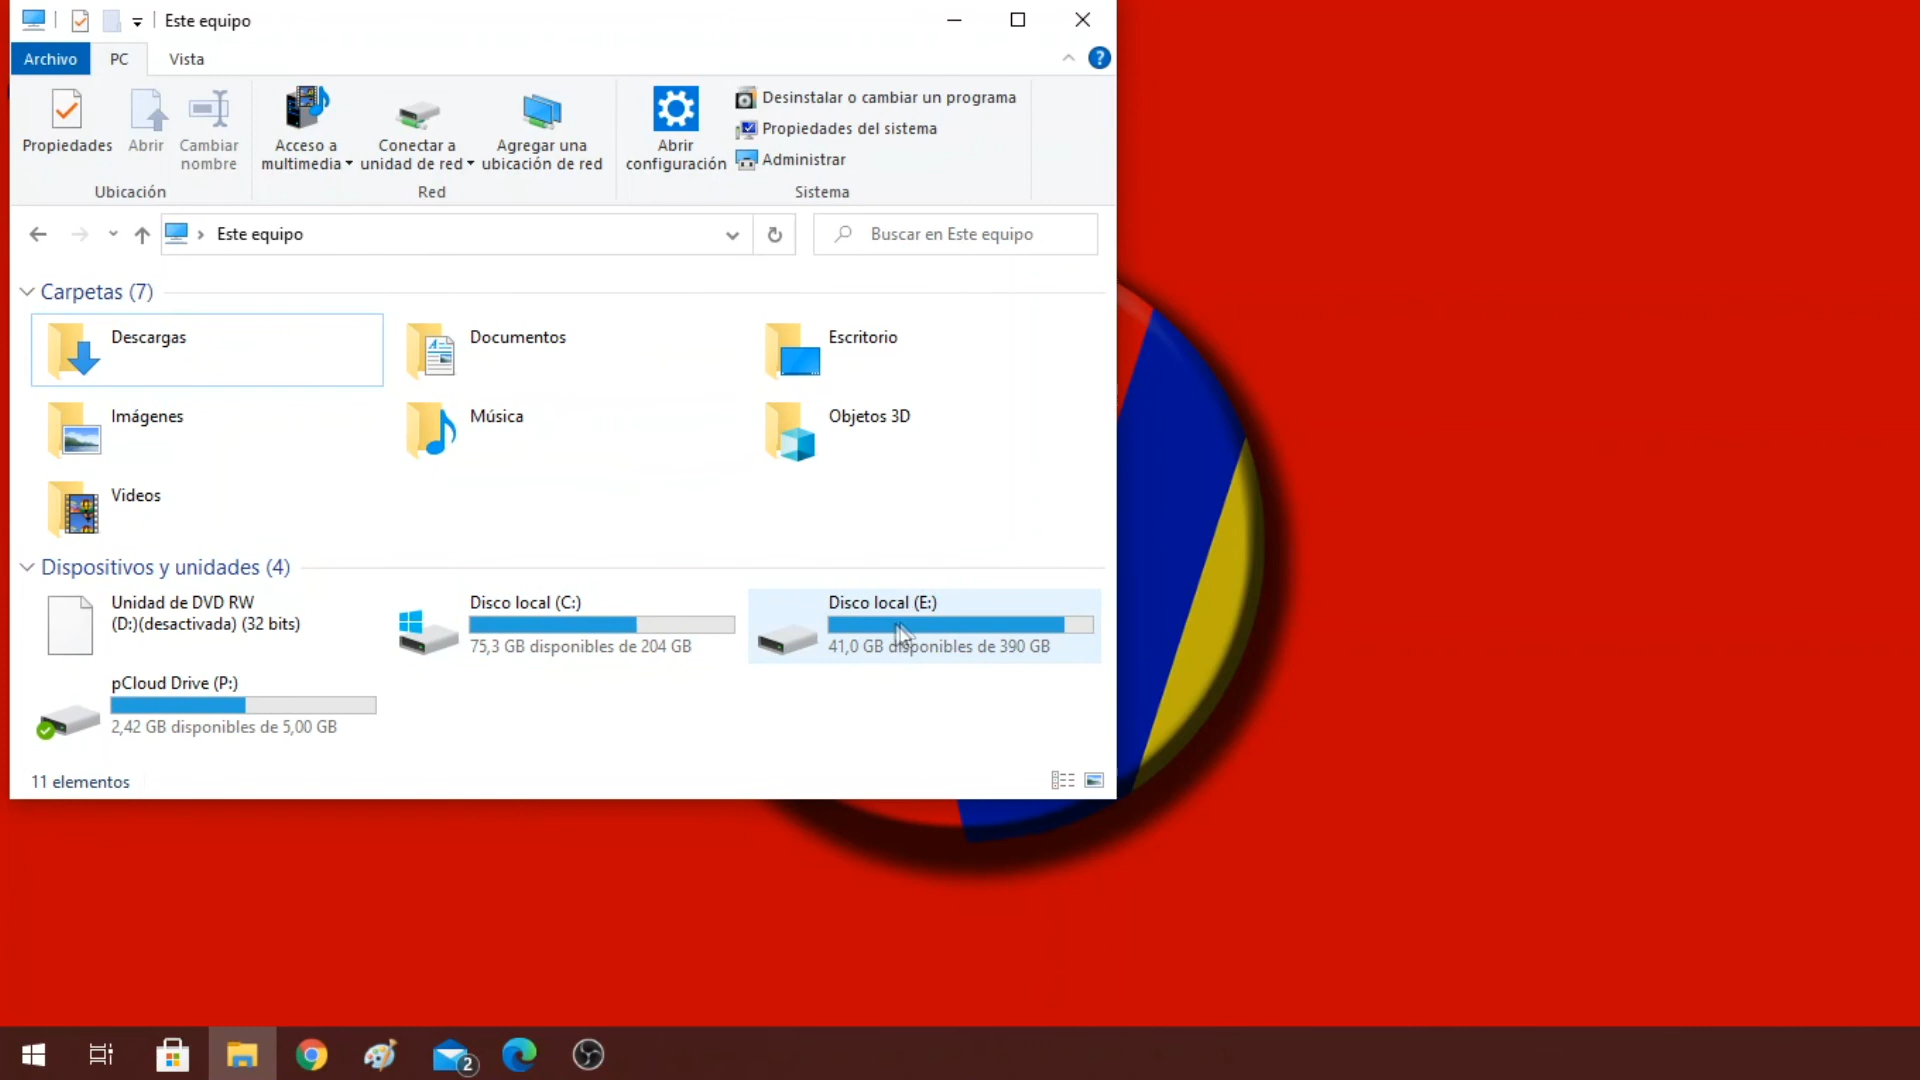 Este equipo
Archivo PC Vista
?
Propiedades Abrir Cambiar nombre
Ubicación
Acceso a multimedia Conectar a unidad de red Agregar una ubicación de red
Red
Abrir configuración
Desinstalar o cambiar un programa
Propiedades del sistema
Administrar
Sistema
Este equipo
Buscar en Este equipo
Carpetas (7)
Descargas Documentos Escritorio
Imágenes Música Objetos 3D
Videos
Dispositivos y unidades (4)
Unidad de DVD RW
(D:)(desactivada) (32 bits)
Disco local (C:)
75,3 GB disponibles de 204 GB
Disco local (E:)
41,0 GB disponibles de 390 GB
pCloud Drive (P:)
2,42 GB disponibles de 5,00 GB
11 elementos
2